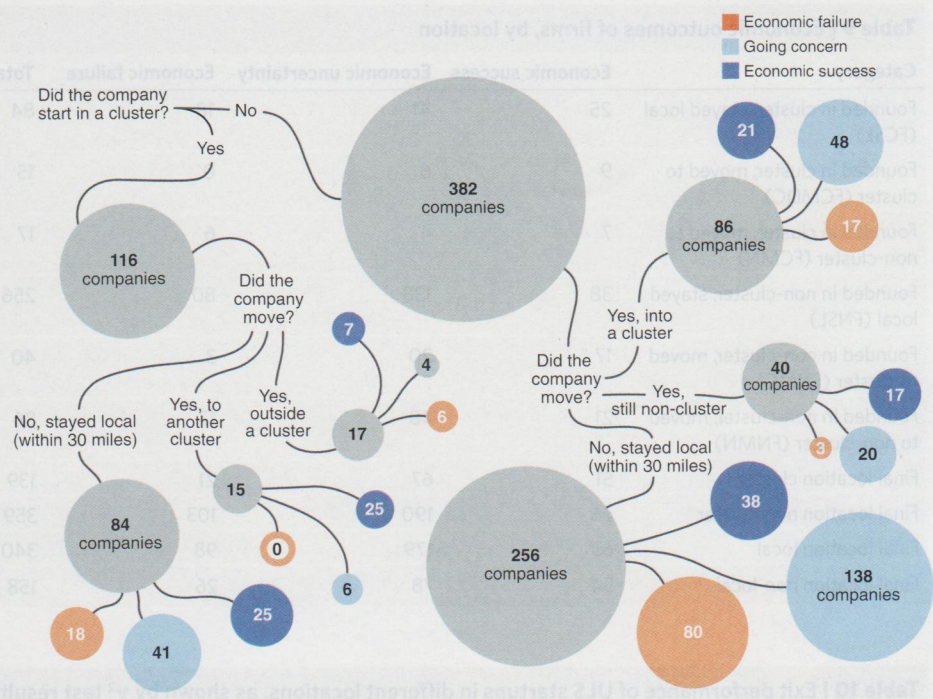 Economic failure
Going concern
Economic success
Did the company
start in a cluster?
No
Yes
382
companies
116
companies
Did the
company
move?
No, stayed local
(within 30 miles)
Yes, to
another
cluster
Yes,
outside
a cluster
7
4
6
17
15
25
0
6
84
companies
18
41
25
21
48
17
86
companies
Yes, into
a cluster
Did the
company
move?
Yes,
still non-cluster
40
companies
17
20
3
No, stayed local
(within 30 miles)
256
companies
38
138
companies
80